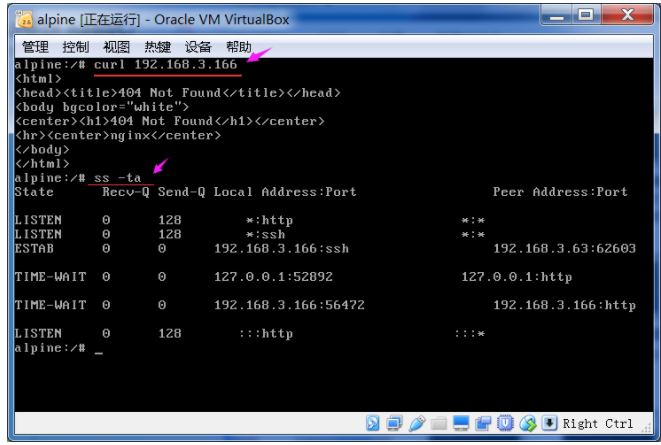 alpine [正在运行] - Oracle VM VirtualBox
管理 控制 视图 热键 设备 帮助
alpine:/# curl 192.168.3.166
<html>
<head><title>404 Not Found</title></head>
<body bgcolor="white">
<center><h1>404 Not Found</h1></center>
<hr><center>nginx</center>
</body>
</html>
alpine:/# ss -ta
State Recv-Q Send-Q Local Address:Port Peer Address:Port
LISTEN 0 128 *:http *:*
LISTEN 0 128 *:ssh *:*
ESTAB 0 0 192.168.3.166:ssh 192.168.3.63:62603
TIME-WAIT 0 0 127.0.0.1:52892 127.0.0.1:http
TIME-WAIT 0 0 192.168.3.166:56472 192.168.3.166:http
LISTEN 0 128 :::http :::*
alpine:/# _
Right Ctrl